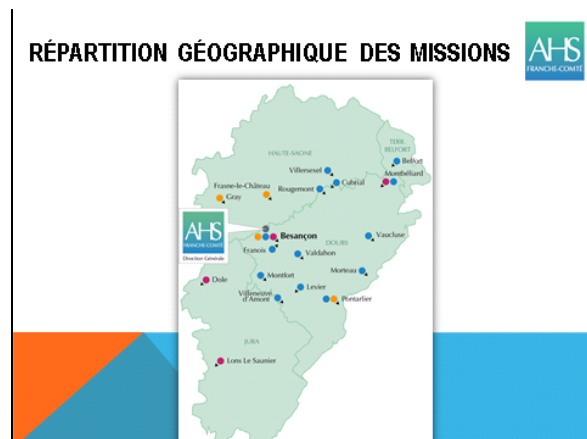 RÉPARTITION GÉOGRAPHIQUE DES MISSIONS
AHS
FRANCHE-COMTÉ
HAUTE-SAONE
TERR.
BELFORT
Belfort
Villersexel
Montbéliard
Cubrial
Frasne-le-Château
Rougemont
Gray
AHS
FRANCHE-COMTÉ
Direction Générale
Besançon
Vaucluse
DOUBS
Franois
Valdahon
Morteau
Montfort
Dole
Levier
Villeneuve
d'Amont
Pontarlier
JURA
Lons Le Saunier